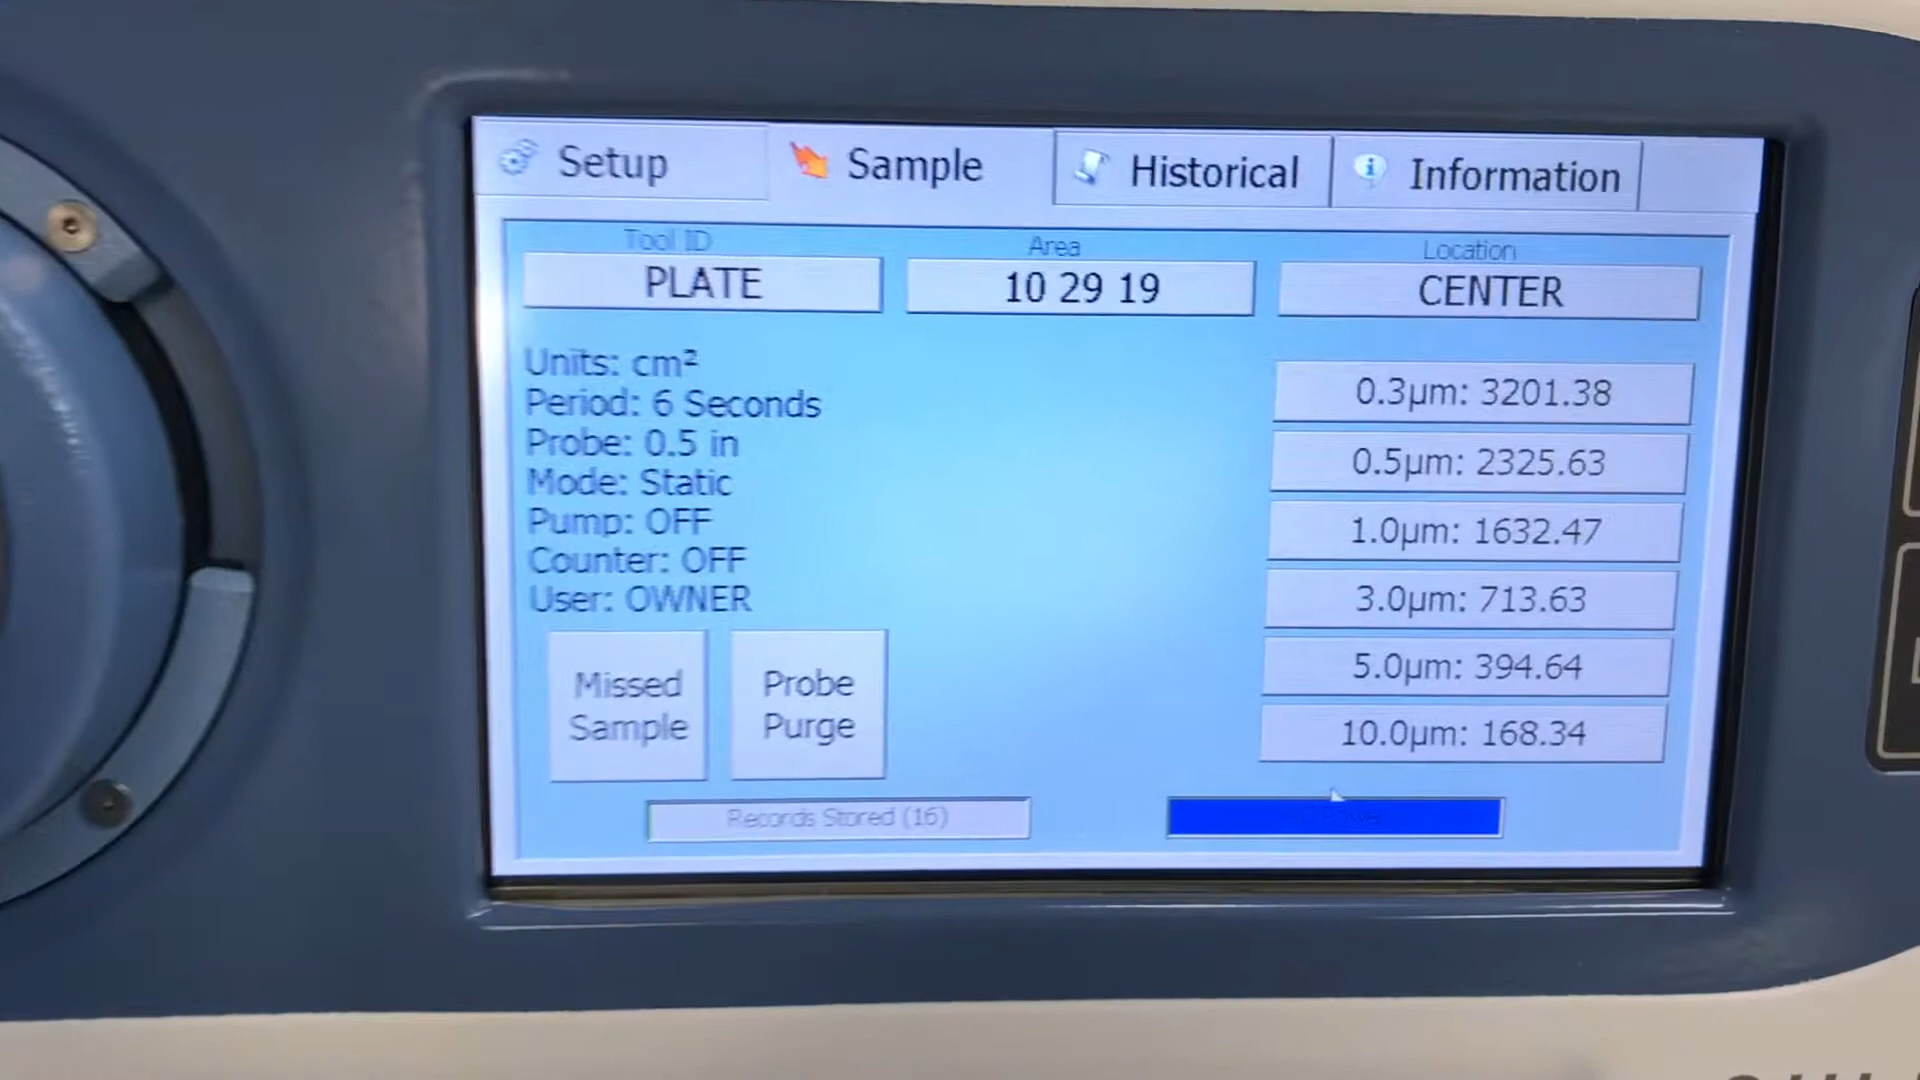 Setup
Sample
Historical
Information
Tool ID
Area
Location
PLATE
10 29 19
CENTER
Units: cm²
Period: 6 Seconds
Probe: 0.5 in
Mode: Static
Pump: OFF
Counter: OFF
User: OWNER
0.3µm: 3201.38
0.5µm: 2325.63
1.0µm: 1632.47
3.0µm: 713.63
5.0µm: 394.64
10.0µm: 168.34
Missed
Sample
Probe
Purge
Records Stored (16)